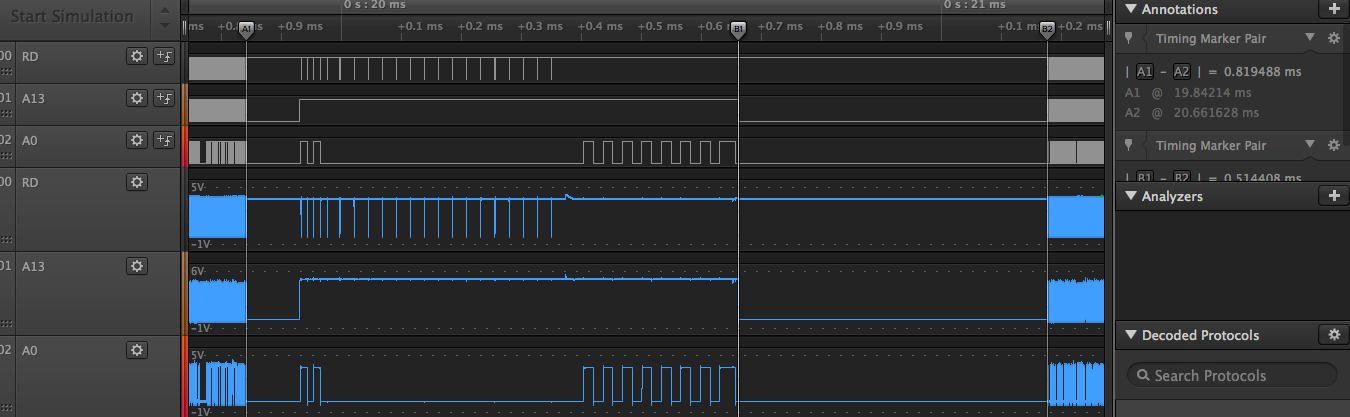 Start Simulation
0 s : 20 ms
0 s : 21 ms
ms
+0.8
A1
+0.9 ms
+0.1 ms
+0.2 ms
+0.3 ms
+0.4 ms
+0.5 ms
+0.6
B1
+0.7 ms
+0.8 ms
+0.9 ms
+0.1 m
B2
+0.2 ms
00 RD
01 A13
02 A0
00 RD
5V
-1V
01 A13
6V
-1V
02 A0
5V
-1V
Annotations
Timing Marker Pair
| A1 - A2 | = 0.819488 ms
A1 @ 19.84214 ms
A2 @ 20.661628 ms
Timing Marker Pair
| B1 - B2 | = 0.514408 ms
Analyzers
Decoded Protocols
Search Protocols